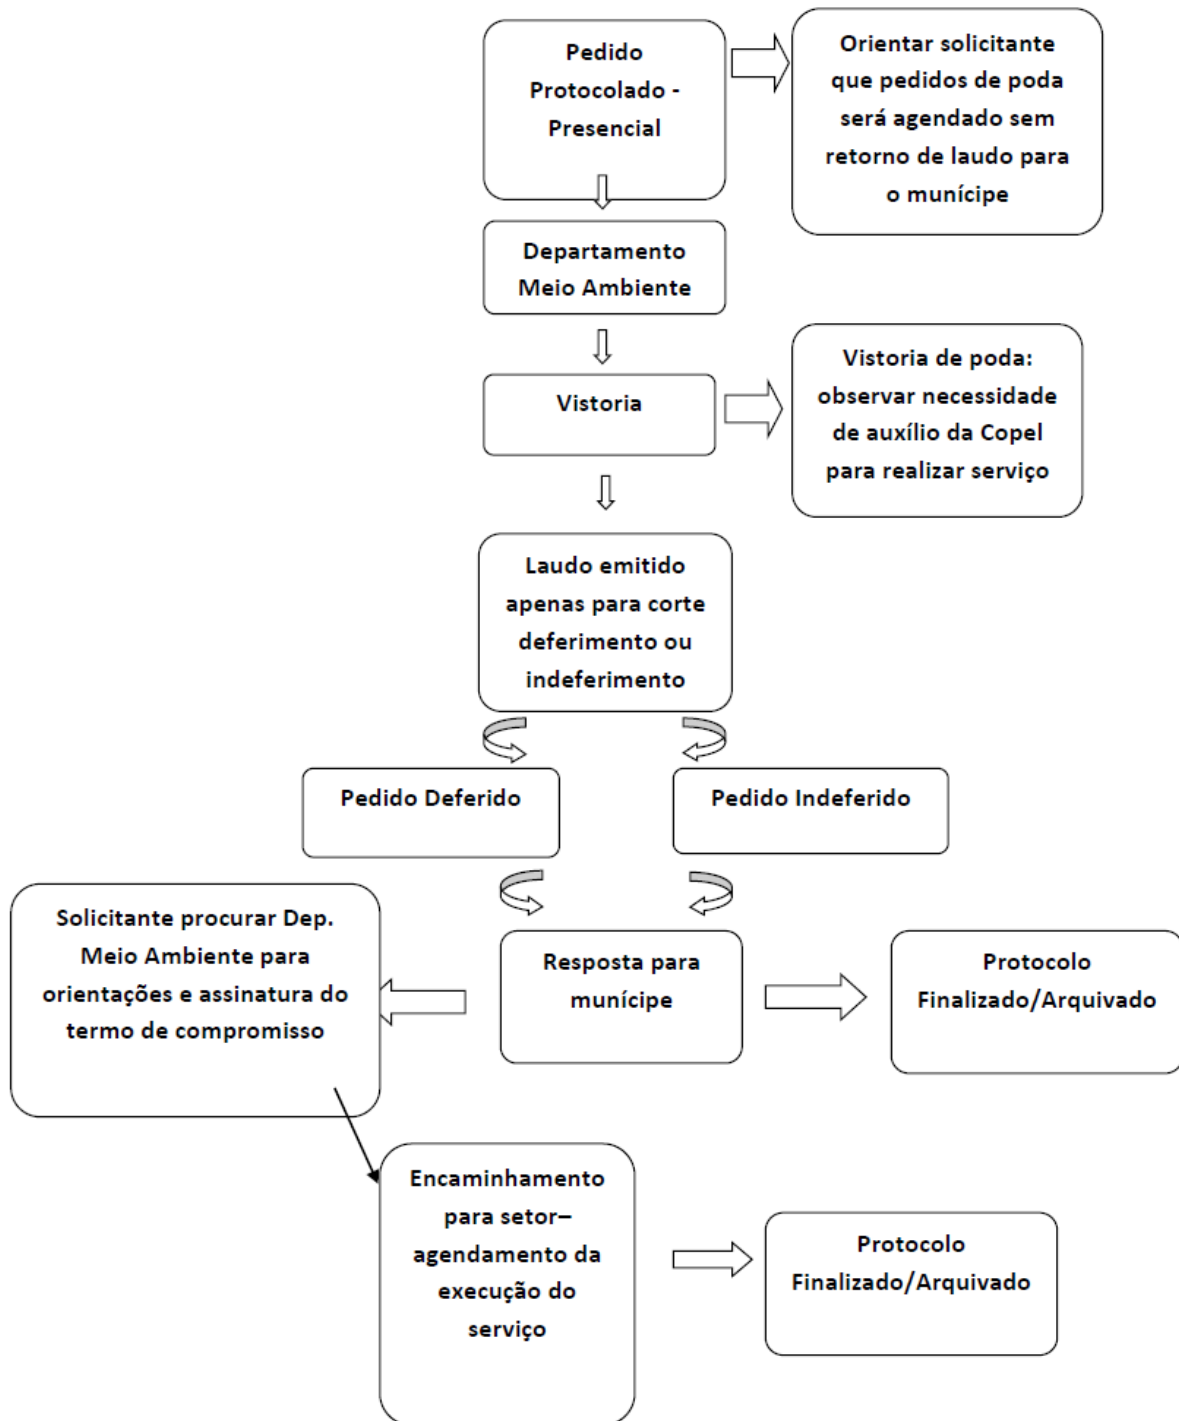 Pedido
Protocolado -
Presencial
Orientar solicitante
que pedidos de poda
será agendado sem
retorno de laudo para
o munícipe
Departamento
Meio Ambiente
Vistoria
Vistoria de poda:
observar necessidade
de auxílio da Copel
para realizar serviço
Laudo emitido
apenas para corte
deferimento ou
indeferimento
Pedido Deferido
Pedido Indeferido
Solicitante procurar Dep.
Meio Ambiente para
orientações e assinatura do
termo de compromisso
Resposta para
munícipe
Protocolo
Finalizado/Arquivado
Encaminhamento
para setor–
agendamento da
execução do
serviço
Protocolo
Finalizado/Arquivado